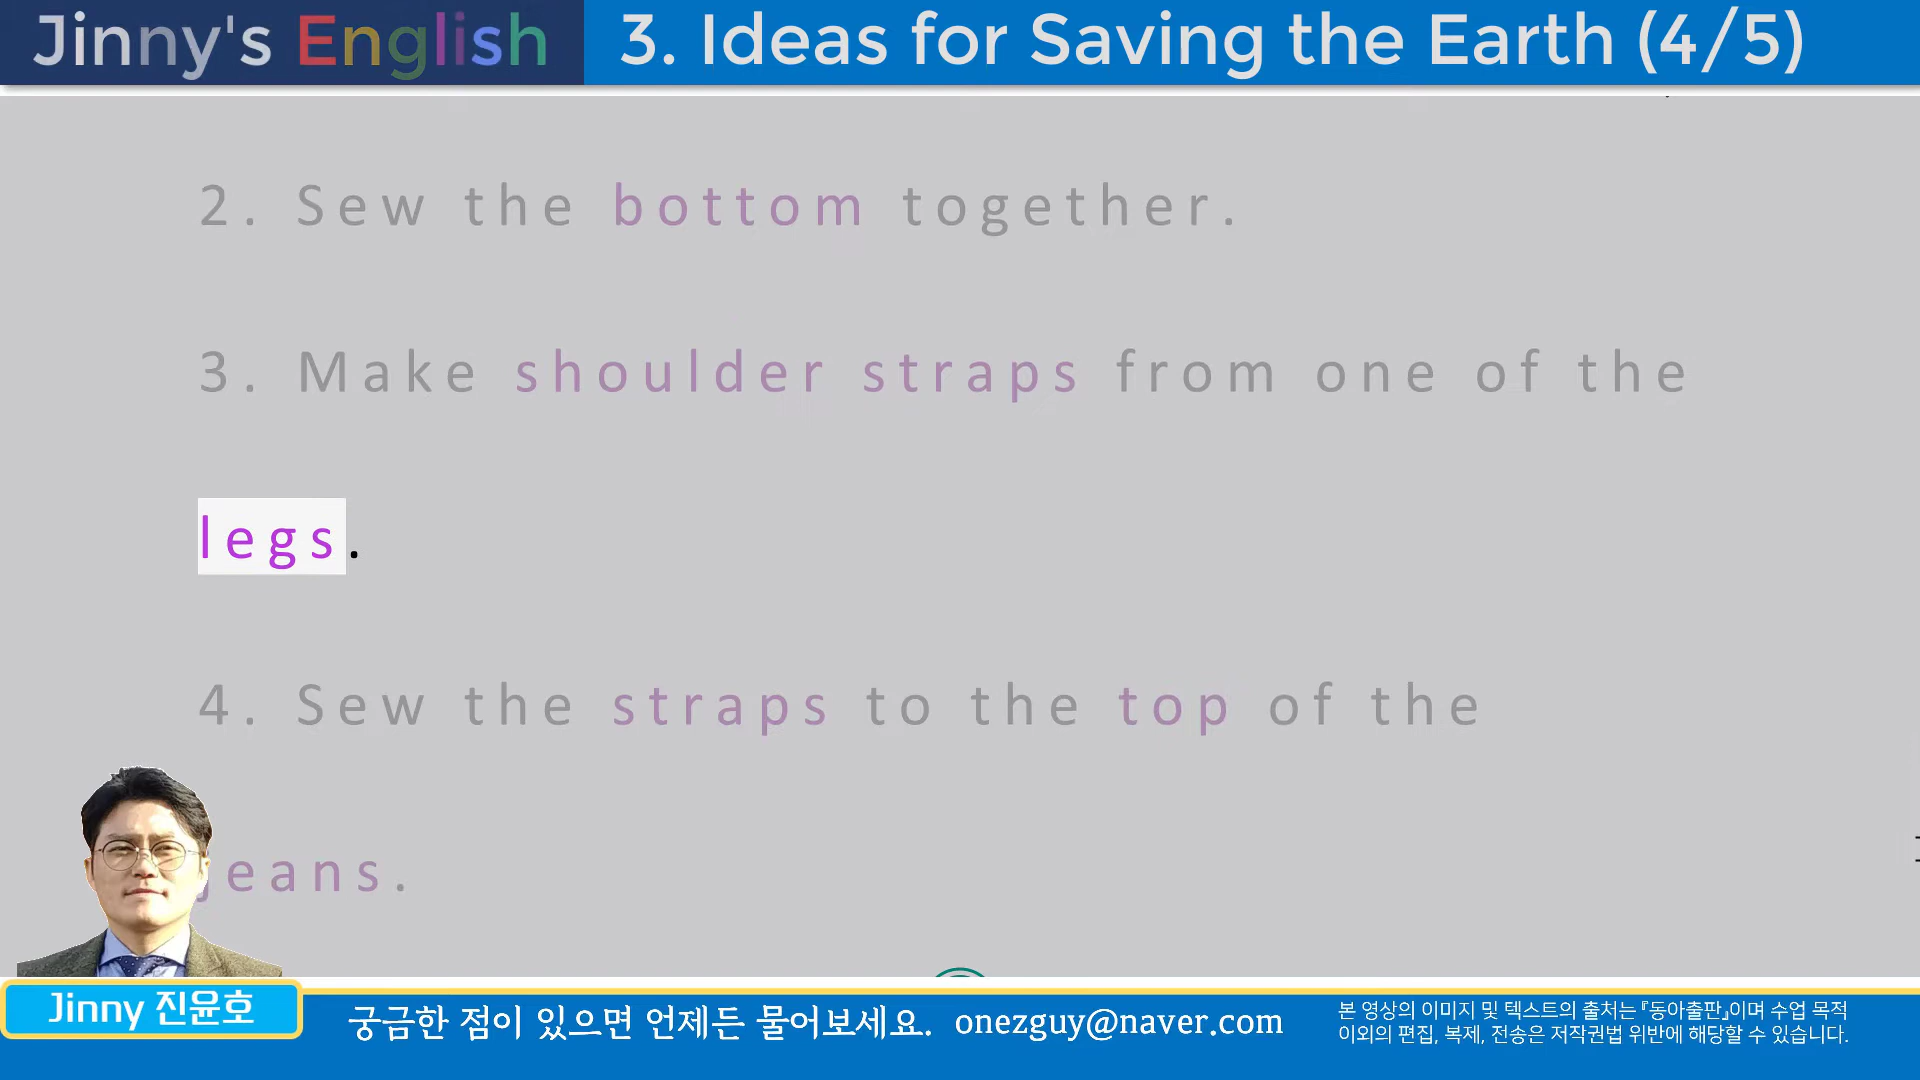 Jinny's English
3. Ideas for Saving the Earth (4/5)
2. Sew the bottom together.
3. Make shoulder straps from one of the
legs.
4. Sew the straps to the top of the
jeans.
Jinny 진윤호
궁금한 점이 있으면 언제든 물어보세요. onezguy@naver.com
본 영상의 이미지 및 텍스트의 출처는 『동아출판』이며 수업 목적
이외의 편집, 복제, 전송은 저작권법 위반에 해당할 수 있습니다.